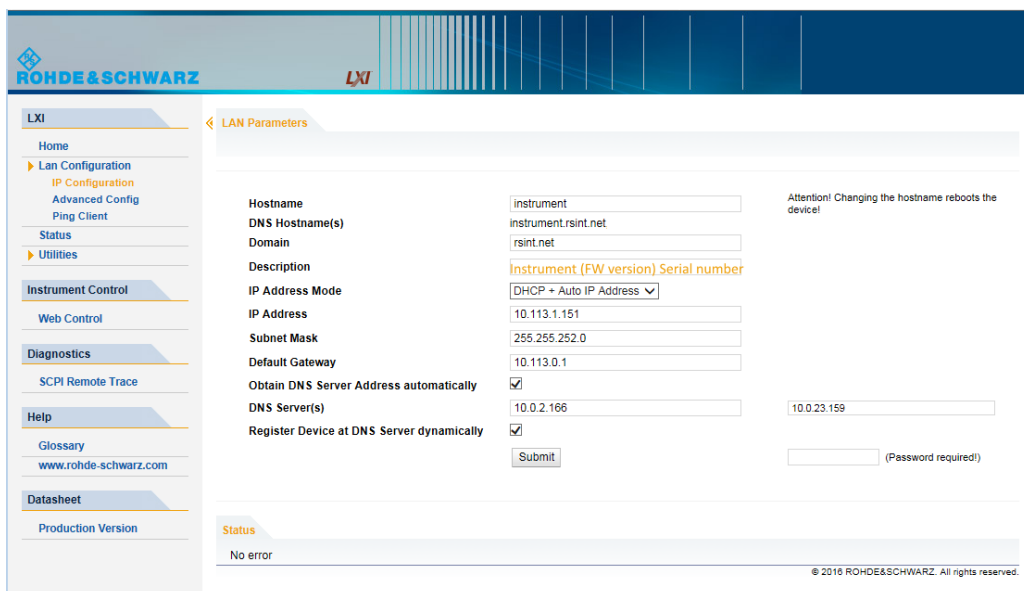 ROHDE&SCHWARZ
LXI
LXI
Home
Lan Configuration
IP Configuration
Advanced Config
Ping Client
Status
Utilities
Instrument Control
Web Control
Diagnostics
SCPI Remote Trace
Help
Glossary
www.rohde-schwarz.com
Datasheet
Production Version
LAN Parameters
Hostname instrument Attention! Changing the hostname reboots the
device!
DNS Hostname(s) instrument.rsint.net
Domain rsint.net
Description Instrument (FW version) Serial number
IP Address Mode DHCP + Auto IP Address
IP Address 10.113.1.151
Subnet Mask 255.255.252.0
Default Gateway 10.113.0.1
Obtain DNS Server Address automatically
DNS Server(s) 10.0.2.166 10.0.23.159
Register Device at DNS Server dynamically
Submit (Password required!)
Status
No error
© 2016 ROHDE&SCHWARZ. All rights reserved.